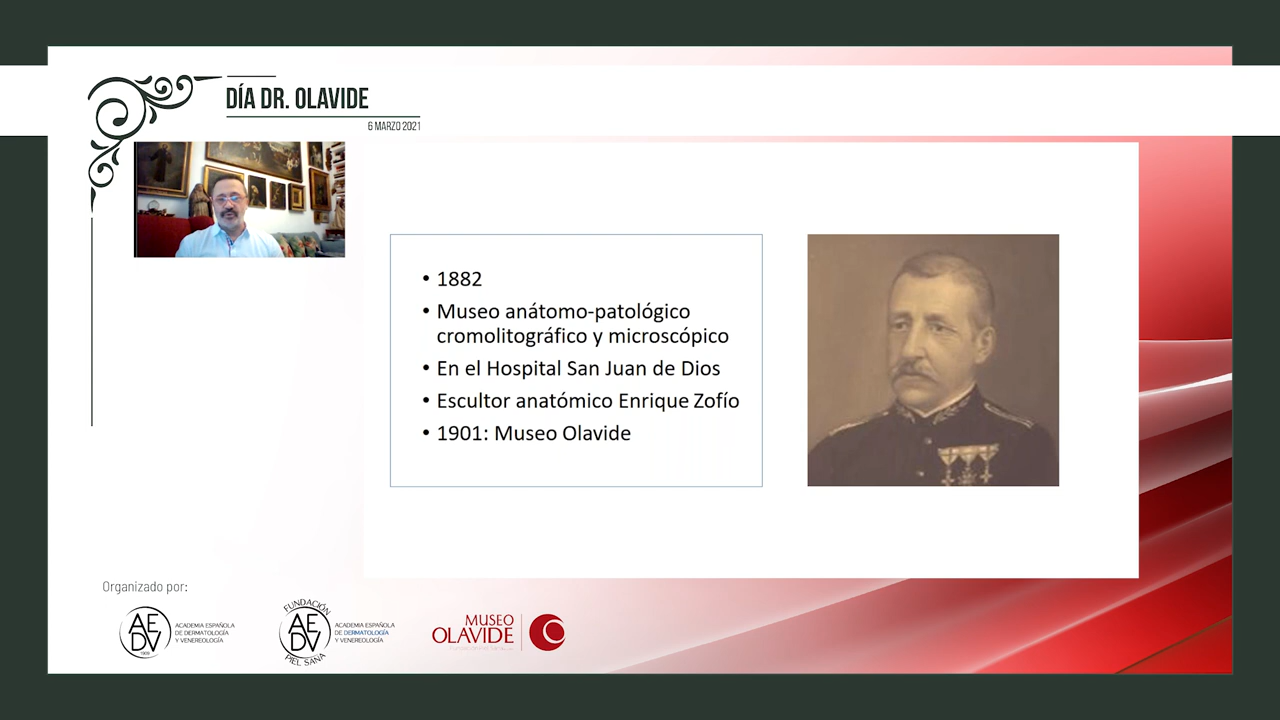 DÍA DR. OLAVIDE
6 MARZO 2021
• 1882
• Museo anátomo-patológico
cromolitográfico y microscópico
• En el Hospital San Juan de Dios
• Escultor anatómico Enrique Zofío
• 1901: Museo Olavide
Organizado por:
AEDV
1909
ACADEMIA ESPAÑOLA
DE DERMATOLOGÍA
Y VENEREOLOGÍA
FUNDACIÓN
AEDV
PIEL SANA
ACADEMIA ESPAÑOLA
DE DERMATOLOGÍA
Y VENEREOLOGÍA
MUSEO
OLAVIDE